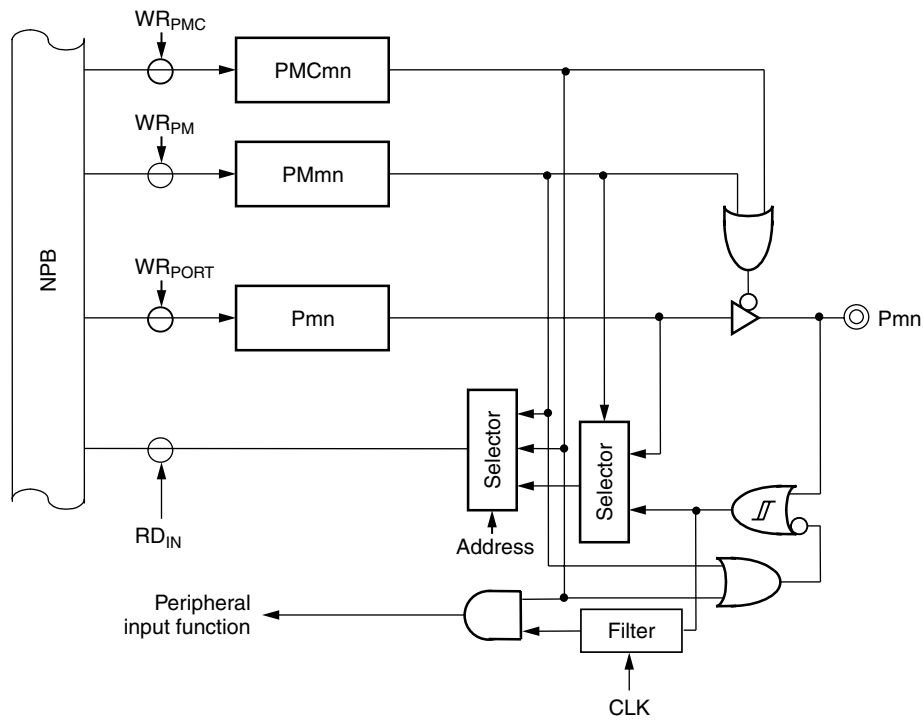 WRPMC
PMCmn
WRPM
PMmn
NPB
WRPORT
Pmn
Pmn
Selector
Selector
RDIN
Address
Peripheral
input function
Filter
CLK